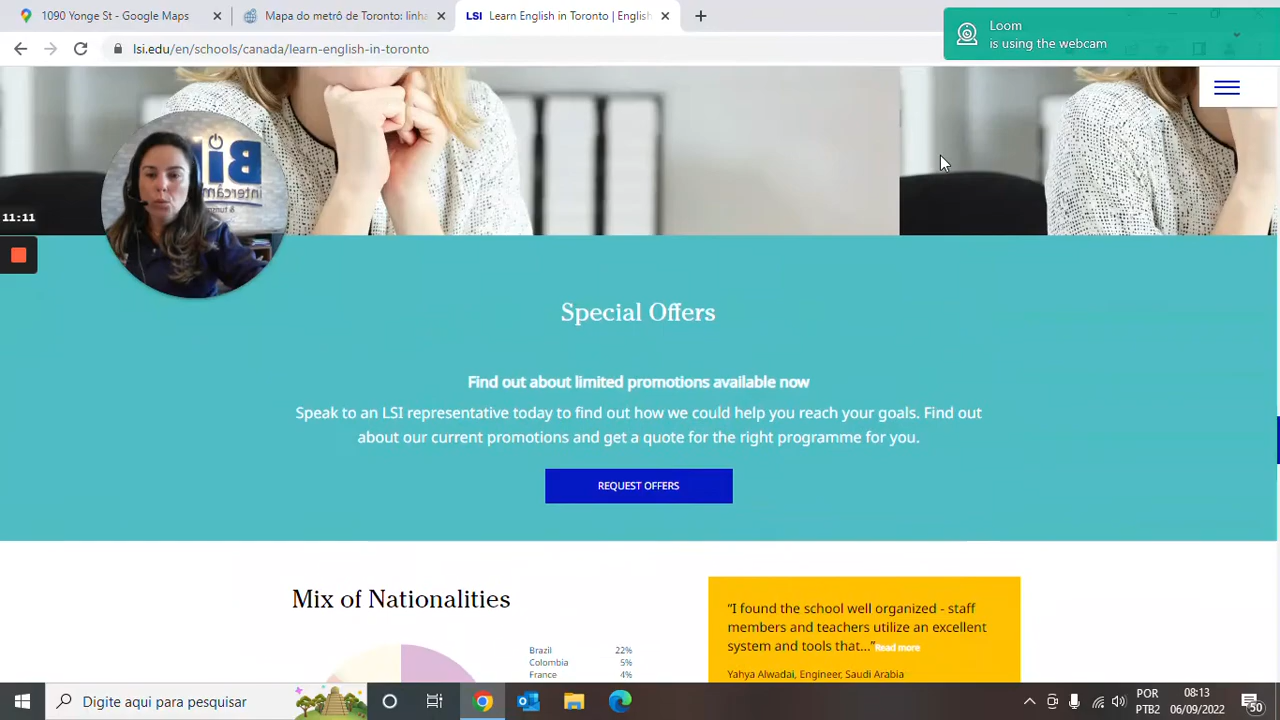 1090 Yonge St - Google Maps
Mapa do metrô de Toronto: linha
LSI Learn English in Toronto | English
lsi.edu/en/schools/canada/learn-english-in-toronto
Loom
is using the webcam
11:11
Special Offers
Find out about limited promotions available now
Speak to an LSI representative today to find out how we could help you reach your goals. Find out
about our current promotions and get a quote for the right programme for you.
REQUEST OFFERS
Mix of Nationalities
Brazil 22%
Colombia 5%
France 4%
“I found the school well organized - staff
members and teachers utilize an excellent
system and tools that...” Read more
Yahya Alwadai, Engineer, Saudi Arabia
Digite aqui para pesquisar
POR
PTB2
08:13
06/09/2022
50